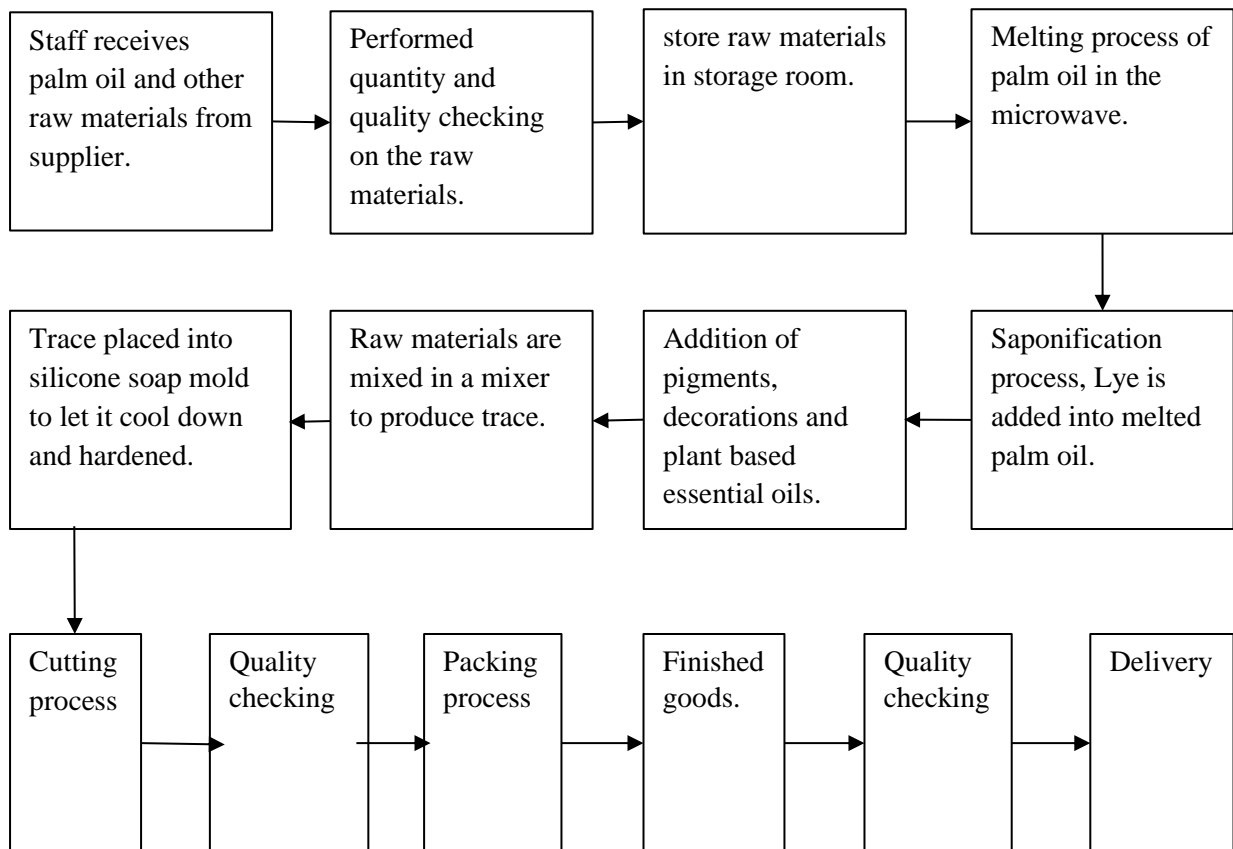 Staff receives
palm oil and other
raw materials from
supplier.
Performed
quantity and
quality checking
on the raw
materials.
store raw materials
in storage room.
Melting process of
palm oil in the
microwave.
Saponification
process, Lye is
added into melted
palm oil.
Addition of
pigments,
decorations and
plant based
essential oils.
Raw materials are
mixed in a mixer
to produce trace.
Trace placed into
silicone soap mold
to let it cool down
and hardened.
Cutting
process
Quality
checking
Packing
process
Finished
goods.
Quality
checking
Delivery